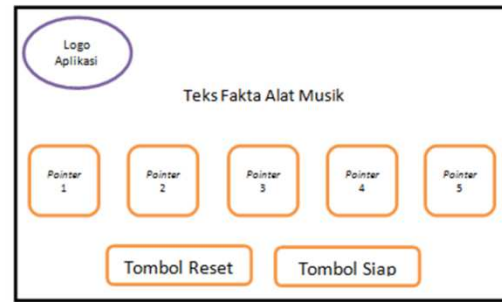 Logo
Aplikasi
Teks Fakta Alat Musik
Pointer
1
Pointer
2
Pointer
3
Pointer
4
Pointer
5
Tombol Reset
Tombol Siap